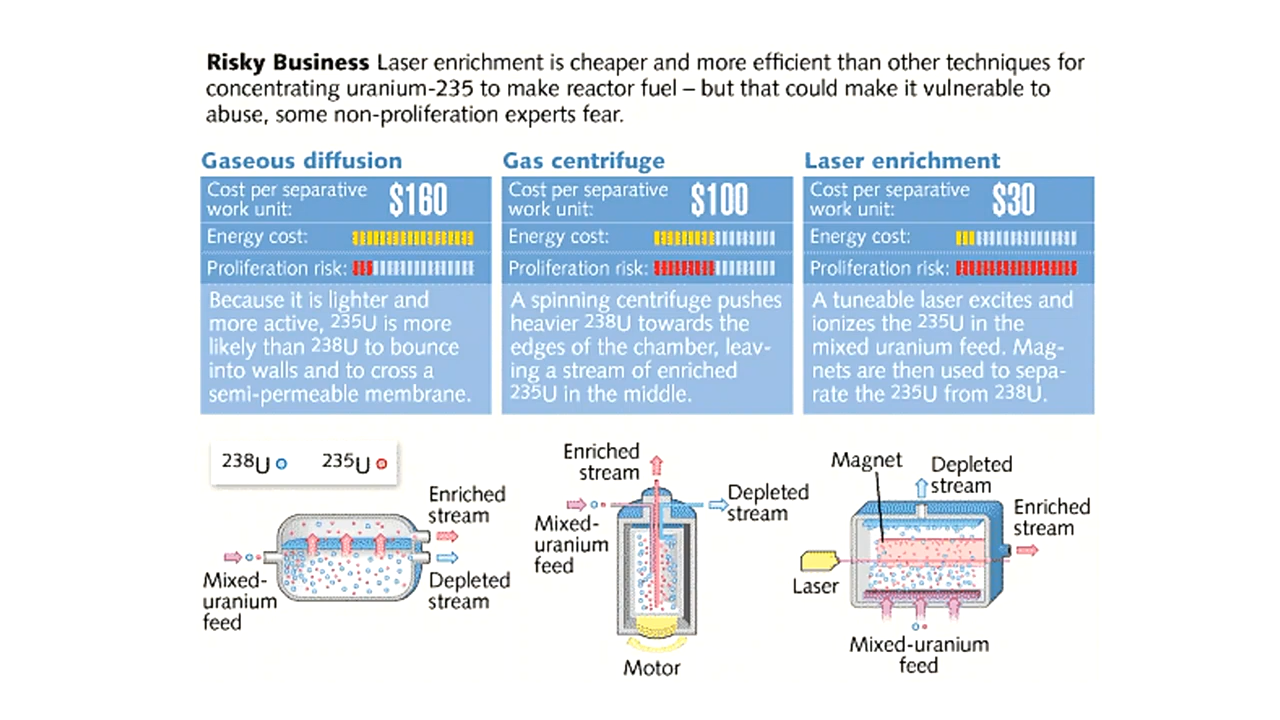 Risky Business Laser enrichment is cheaper and more efficient than other techniques for
concentrating uranium-235 to make reactor fuel – but that could make it vulnerable to
abuse, some non-proliferation experts fear.
Gaseous diffusion
Cost per separative
work unit:
$160
Energy cost:
Proliferation risk:
Because it is lighter and
more active, 235U is more
likely than 238U to bounce
into walls and to cross a
semi-permeable membrane.
Gas centrifuge
Cost per separative
work unit:
$100
Energy cost:
Proliferation risk:
A spinning centrifuge pushes
heavier 238U towards the
edges of the chamber, leav-
ing a stream of enriched
235U in the middle.
Laser enrichment
Cost per separative
work unit:
$30
Energy cost:
Proliferation risk:
A tuneable laser excites and
ionizes the 235U in the
mixed uranium feed. Mag-
nets are then used to sepa-
rate the 235U from 238U.
238U
235U
Enriched
stream
Mixed-
uranium
feed
Depleted
stream
Enriched
stream
Mixed-
uranium
feed
Depleted
stream
Motor
Magnet
Depleted
stream
Enriched
stream
Laser
Mixed-uranium
feed